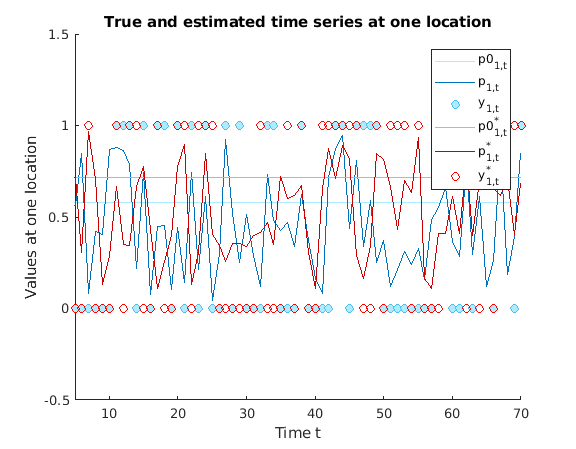 True and estimated time series at one location
1.5
1
0.5
0
-0.5
Values at one location
10
20
30
40
50
60
70
Time t
p0_{1,t}
p_{1,t}
y_{1,t}
p0^*_{1,t}
p^*_{1,t}
y^*_{1,t}